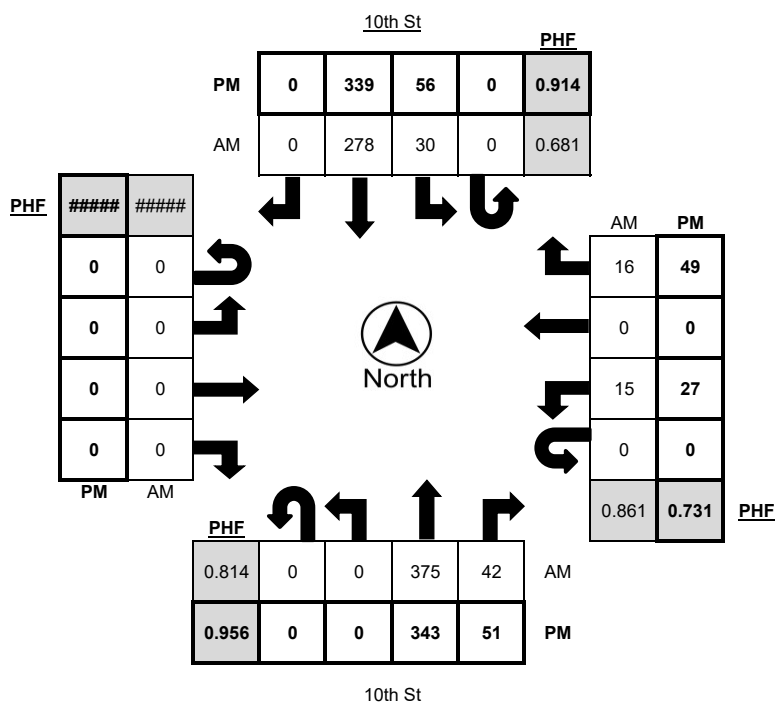 10th St
PHF
PM 0 339 56 0 0.914
AM 0 278 30 0 0.681
PHF ##### #####
AM PM
0 0
16 49
0 0
0 0
0 0
15 27
0 0
0 0
PM AM
0.861 0.731 PHF
North
PHF
0.814 0 0 375 42 AM
0.956 0 0 343 51 PM
10th St